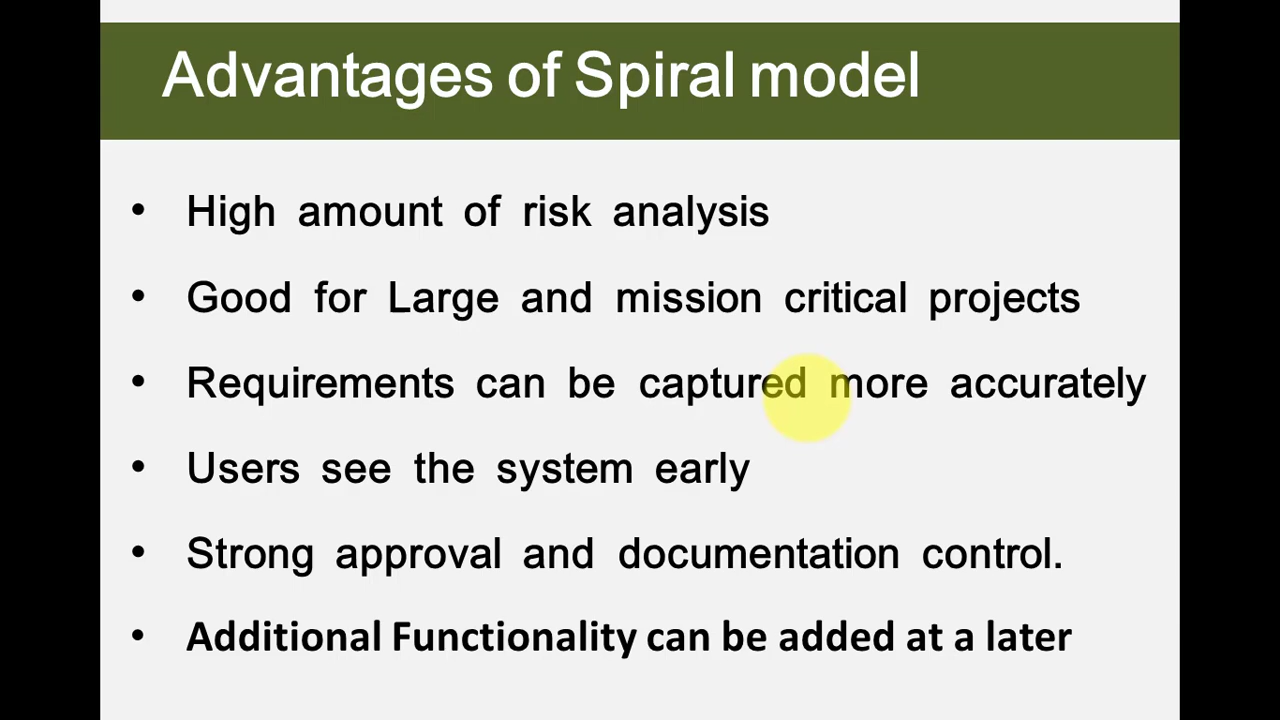 Advantages of Spiral model
• High amount of risk analysis
• Good for Large and mission critical projects
• Requirements can be captured more accurately
• Users see the system early
• Strong approval and documentation control.
• Additional Functionality can be added at a later